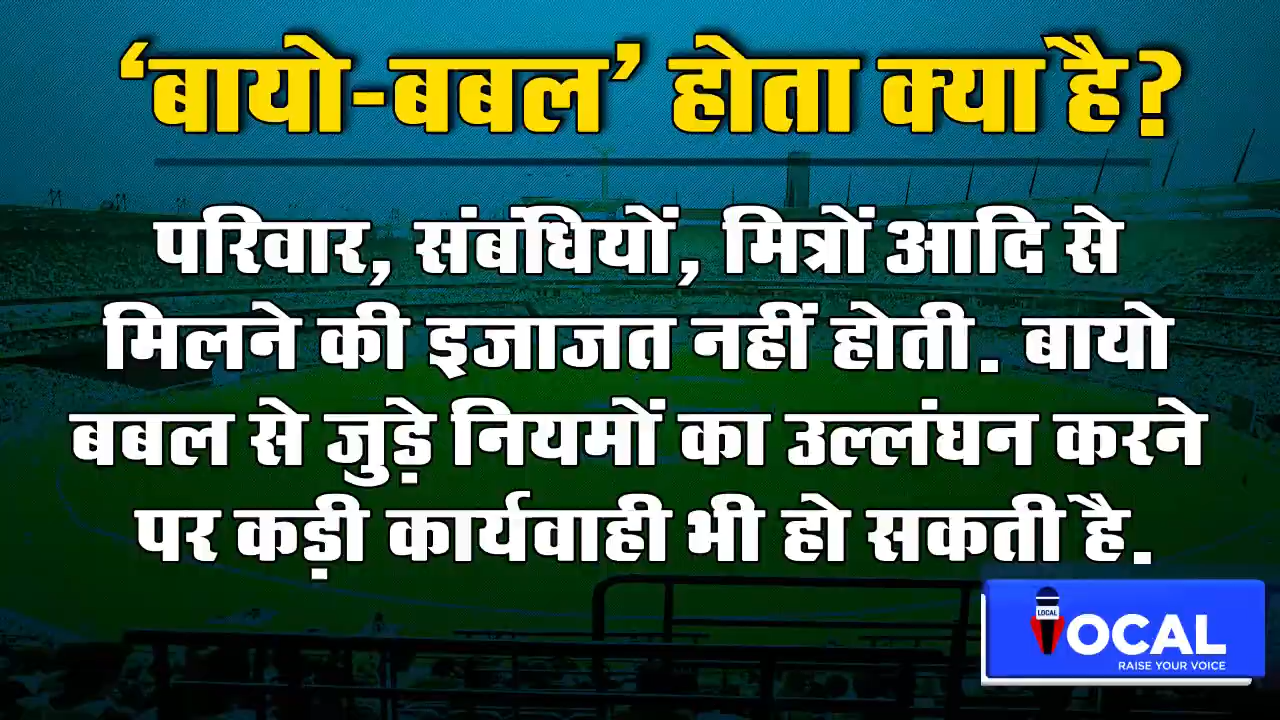 ‘बायो-बबल’ होता क्या है?
परिवार, संबंधियों, मित्रों आदि से
मिलने की इजाजत नहीं होती. बायो
बबल से जुड़े नियमों का उल्लंघन करने
पर कड़ी कार्यवाही भी हो सकती है.
LOCAL
VOCAL
RAISE YOUR VOICE